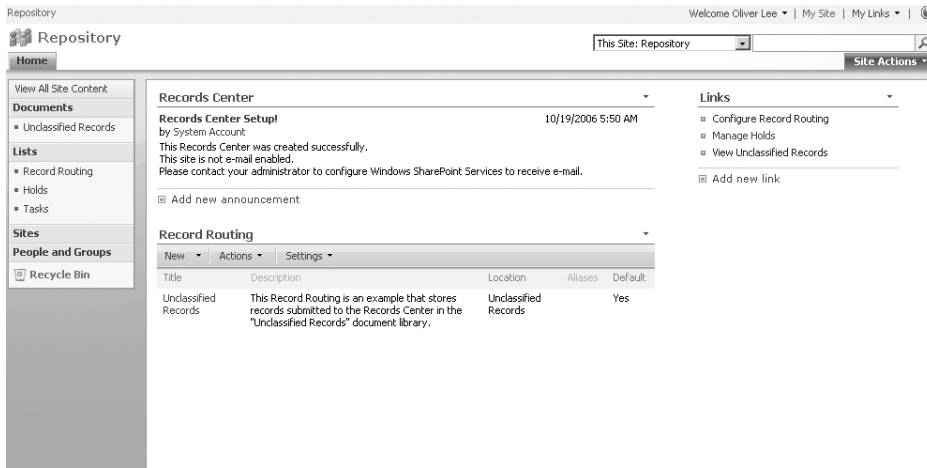 Repository
Welcome Oliver Lee | My Site | My Links |
Repository
This Site: Repository
Home
Site Actions
View All Site Content
Documents
Unclassified Records
Lists
Record Routing
Holds
Tasks
Sites
People and Groups
Recycle Bin
Records Center
Records Center Setup!
10/19/2006 5:50 AM
by System Account
This Records Center was created successfully.
This site is not e-mail enabled.
Please contact your administrator to configure Windows SharePoint Services to receive e-mail.
Add new announcement
Record Routing
New Actions Settings
Title Description Location Aliases Default
Unclassified Records
This Record Routing is an example that stores
records submitted to the Records Center in the
"Unclassified Records" document library.
Unclassified Records
Yes
Links
Configure Record Routing
Manage Holds
View Unclassified Records
Add new link